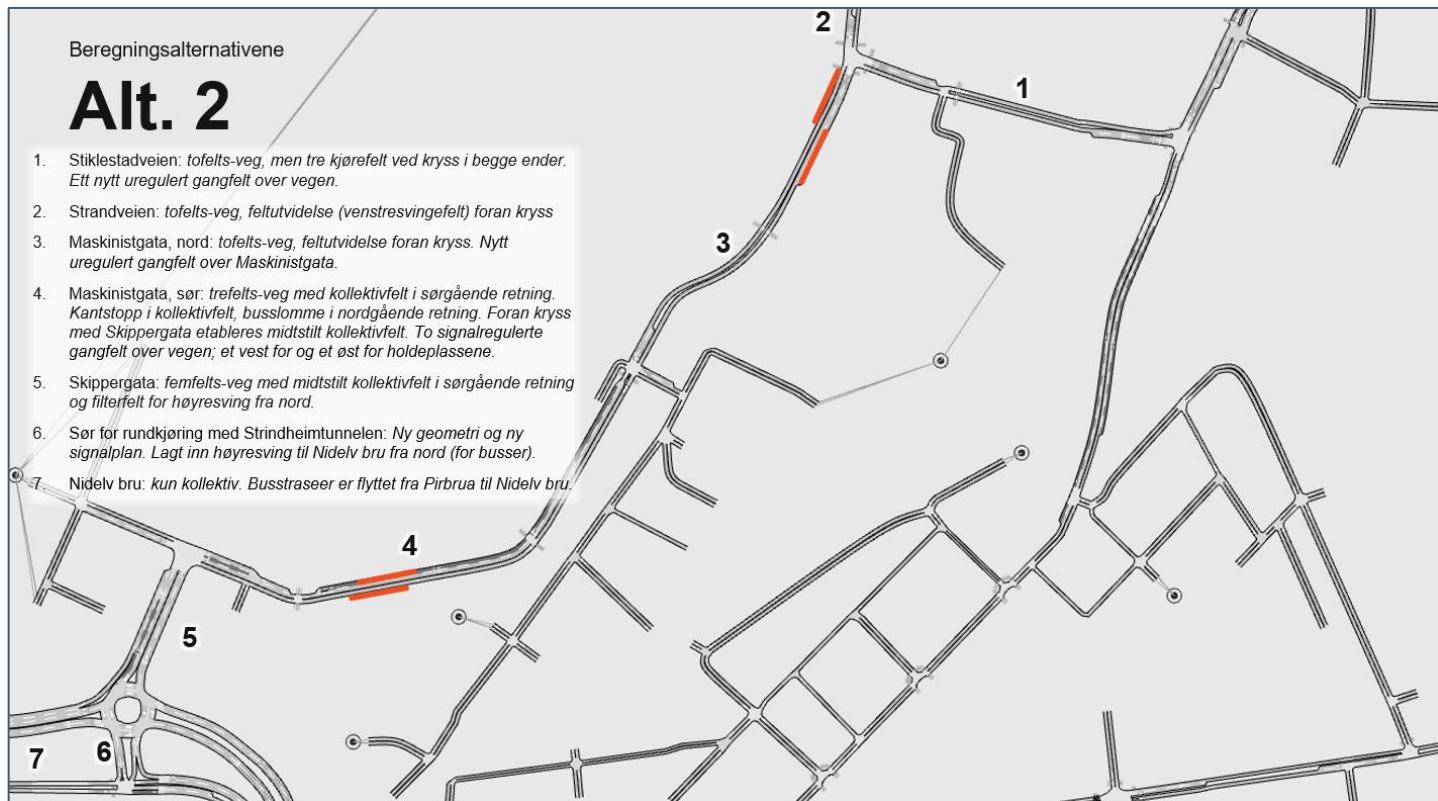 Beregningsalternativene
Alt. 2
1. Stiklestadveien: tofelts-veg, men tre kjørefelt ved kryss i begge ender.
Ett nytt uregulert gangfelt over vegen.
2. Strandveien: tofelts-veg, feltutvidelse (venstresvingefelt) foran kryss
3. Maskinistgata, nord: tofelts-veg, feltutvidelse foran kryss. Nytt
uregulert gangfelt over Maskinistgata.
4. Maskinistgata, sør: trefelts-veg med kollektivfelt i sørgående retning.
Kantstopp i kollektivfelt, busslomme i nordgående retning. Foran kryss
med Skippergata etableres midtstilt kollektivfelt. To signalregulerte
gangfelt over vegen; et vest for og et øst for holdeplassene.
5. Skippergata: femfelts-veg med midtstilt kollektivfelt i sørgående retning
og filterfelt for høyresving fra nord.
6. Sør for rundkjøring med Strindheimtunnelen: Ny geometri og ny
signalplan. Lagt inn høyresving til Nidelv bru fra nord (for busser).
7. Nidelv bru: kun kollektiv. Busstraseer er flyttet fra Pirbrua til Nidelv bru.
2
1
3
4
5
6
7